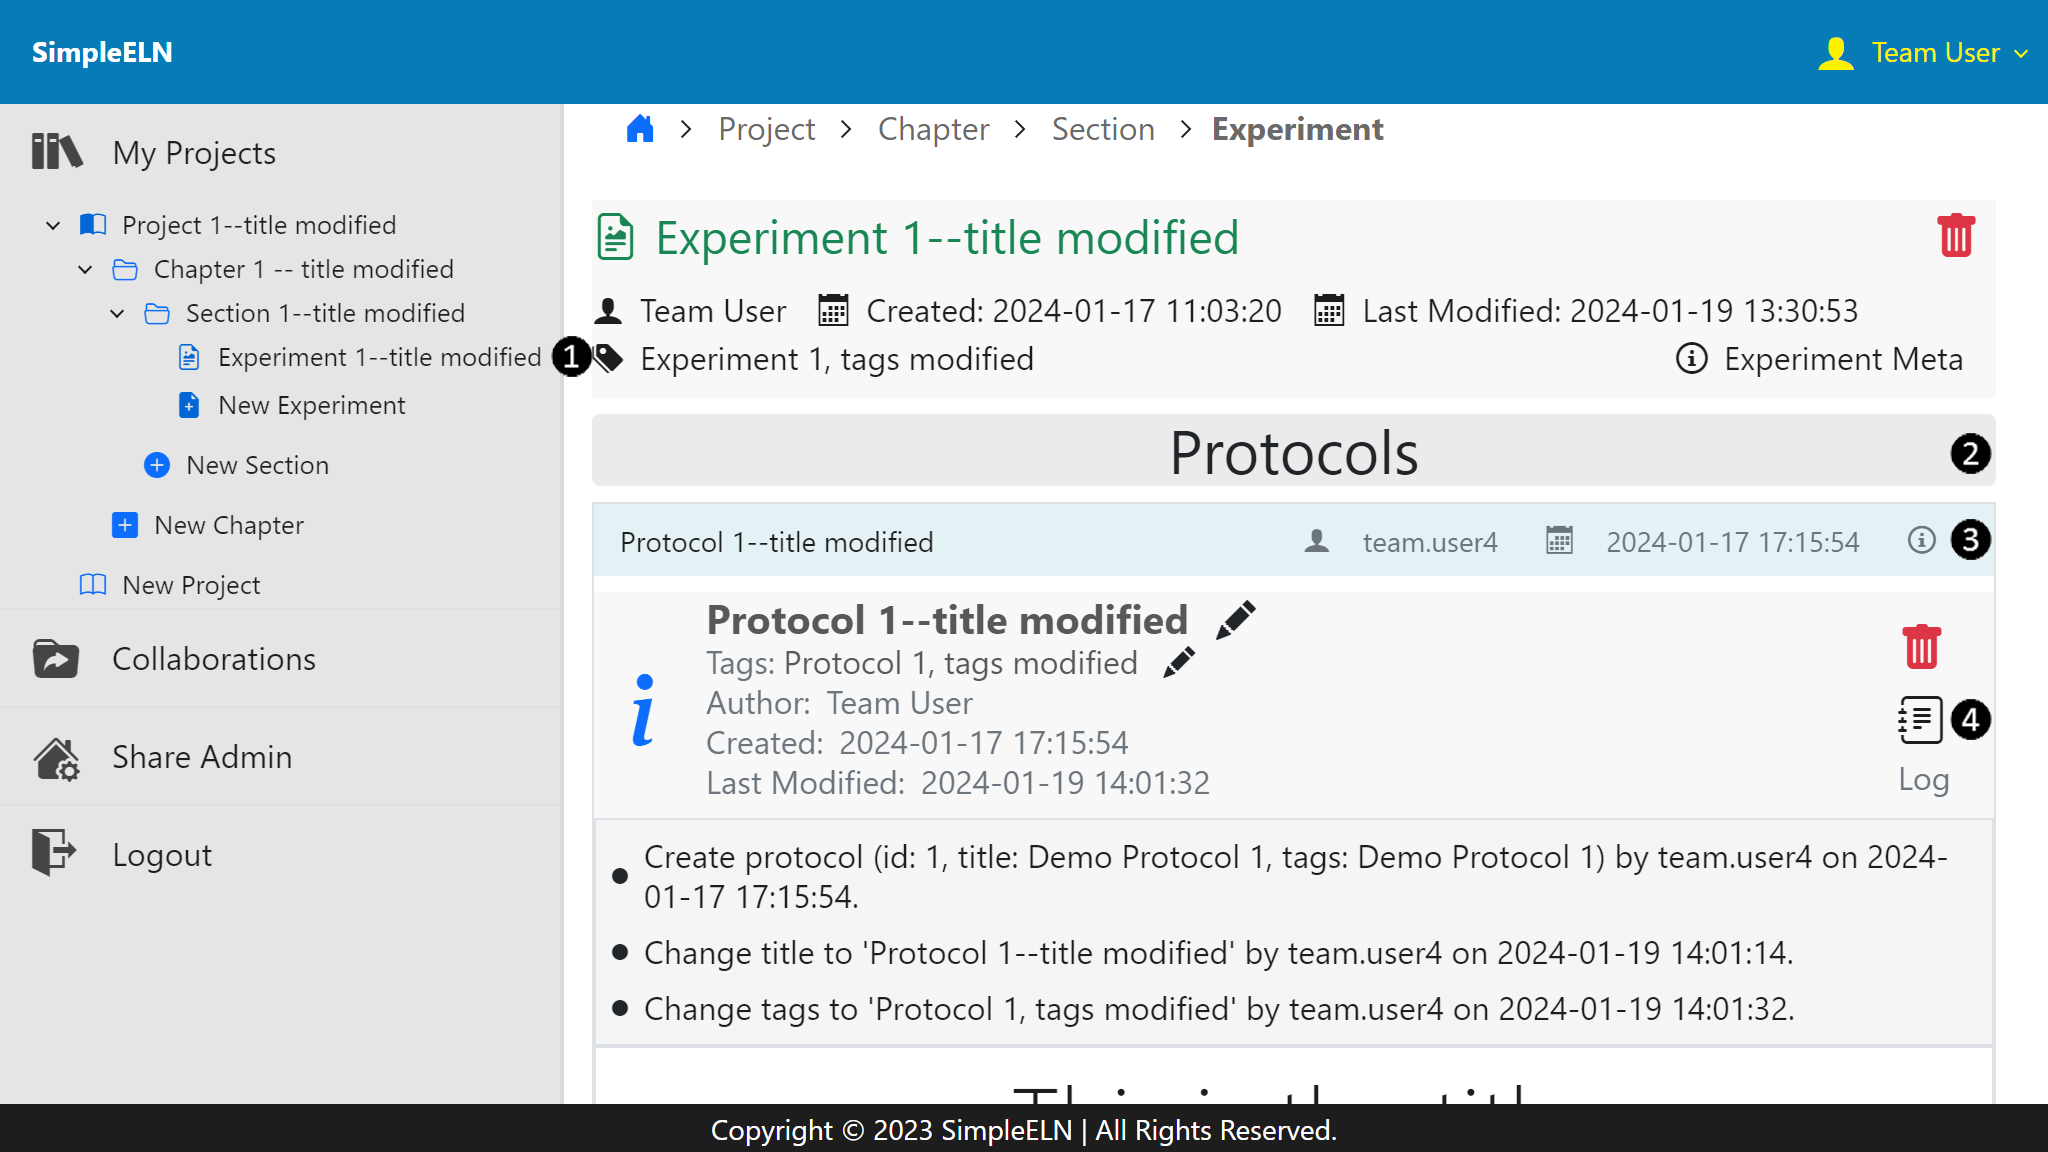 SimpleELN
Team User
My Projects
Project 1--title modified
Chapter 1 -- title modified
Section 1--title modified
Experiment 1--title modified
1
New Experiment
New Section
New Chapter
New Project
Collaborations
Share Admin
Logout
Project > Chapter > Section > Experiment
Experiment 1--title modified
Team User Created: 2024-01-17 11:03:20 Last Modified: 2024-01-19 13:30:53
Experiment 1, tags modified Experiment Meta
Protocols 2
Protocol 1--title modified team.user4 2024-01-17 17:15:54 3
Protocol 1--title modified
Tags: Protocol 1, tags modified
Author: Team User
Created: 2024-01-17 17:15:54
Last Modified: 2024-01-19 14:01:32
4
Log
Create protocol (id: 1, title: Demo Protocol 1, tags: Demo Protocol 1) by team.user4 on 2024-
01-17 17:15:54.
Change title to 'Protocol 1--title modified' by team.user4 on 2024-01-19 14:01:14.
Change tags to 'Protocol 1, tags modified' by team.user4 on 2024-01-19 14:01:32.
Copyright © 2023 SimpleELN | All Rights Reserved.